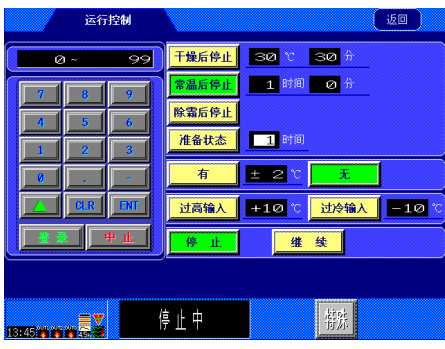 运行控制 返回
0 ~ 99
干燥后停止 30 ℃ 30 分
常温后停止 1 时间 0 分
除霜后停止
准备状态 1 时间
有 ± 2 ℃ 无
过高输入 +10 ℃ 过冷输入 -10 ℃
停止 继续
7 8 9
4 5 6
1 2 3
0 . -
CLR ENT
登录 中止
13:45 停止中 特殊